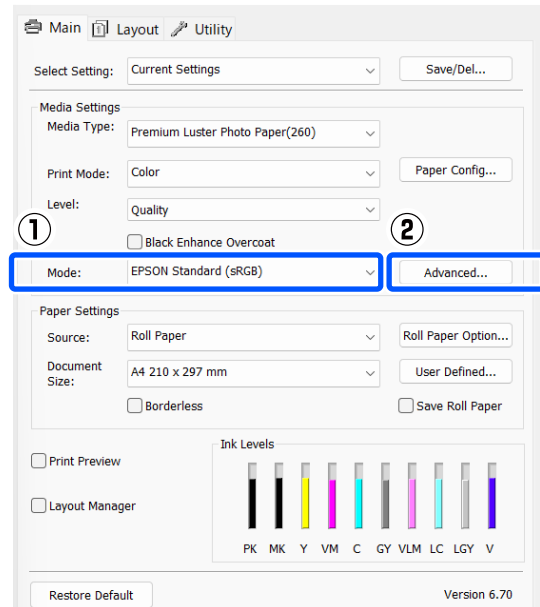 Main Layout Utility
Select Setting: Current Settings Save/Del...
Media Settings
Media Type: Premium Luster Photo Paper(260)
Print Mode: Color Paper Config...
Level: Quality
① ②
Black Enhance Overcoat
Mode: EPSON Standard (sRGB) Advanced...
Paper Settings
Source: Roll Paper Roll Paper Option...
Document
Size: A4 210 x 297 mm User Defined...
Borderless Save Roll Paper
Ink Levels
Print Preview
Layout Manager
PK MK Y VM C GY VLM LC LGY V
Restore Default Version 6.70